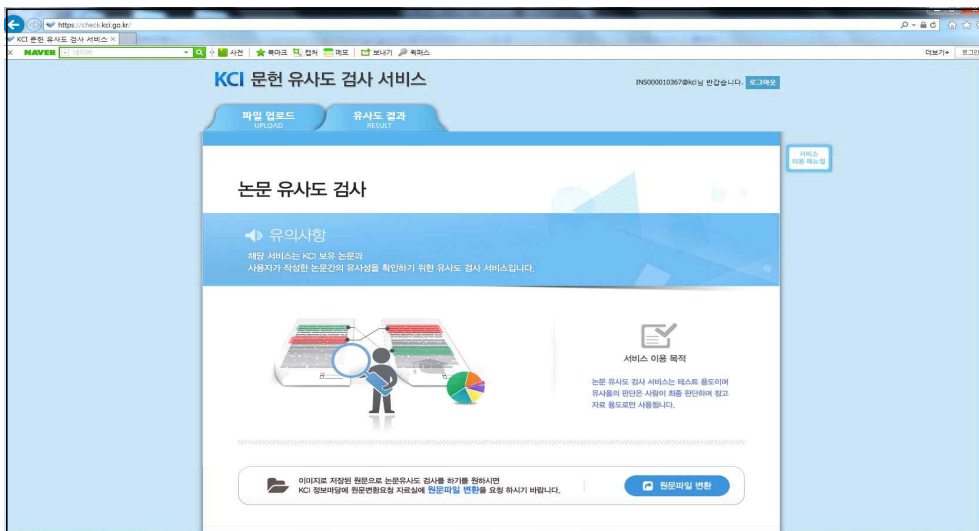 https://check.kci.go.kr/
KCI 문헌 유사도 검사 서비스
NAVER
사전 북마크 캡처 메모 보내기 퀵패스
더보기+ 로그인
KCI 문헌 유사도 검사 서비스
INS000010367@kci님 반갑습니다. 로그아웃
파일 업로드 유사도 결과
UPLOAD RESULT
서비스
이용 매뉴얼
논문 유사도 검사
유의사항
해당 서비스는 KCI 보유 논문과
사용자가 작성한 논문간의 유사성을 확인하기 위한 유사도 검사 서비스입니다.
서비스 이용 목적
논문 유사도 검사 서비스는 테스트 용도이며
유사율의 판단은 사람이 최종 판단하며 참고
자료 용도로만 사용됩니다.
이미지로 저장된 원문으로 논문유사도 검사를 하기를 원하시면
KCI 정보마당에 원문변환요청 자료실에 원문파일 변환을 요청 하시기 바랍니다.
원문파일 변환